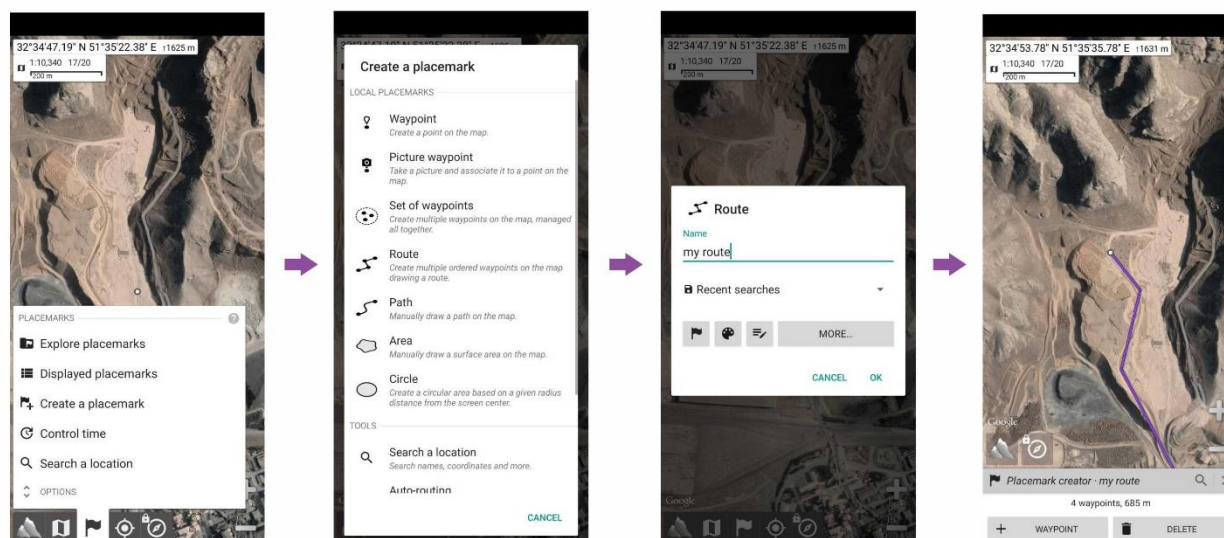 32°34'47.19" N 51°35'22.38" E ↑1625 m
1:10,340 17/20
200 m
PLACEMARKS
Explore placemarks
Displayed placemarks
Create a placemark
Control time
Search a location
OPTIONS
Create a placemark
LOCAL PLACEMARKS
Waypoint
Create a point on the map.
Picture waypoint
Take a picture and associate it to a point on the
map.
Set of waypoints
Create multiple waypoints on the map, managed
all together.
Route
Create multiple ordered waypoints on the map
drawing a route.
Path
Manually draw a path on the map.
Area
Manually draw a surface area on the map.
Circle
Create a circular area based on a given radius
distance from the screen center.
TOOLS
Search a location
Search names, coordinates and more.
Auto-routing
CANCEL
32°34'47.19" N 51°35'22.38" E ↑1625 m
1:10,340 17/20
200 m
Route
Name
my route
Recent searches
MORE...
CANCEL OK
Google
32°34'53.78" N 51°35'35.78" E ↑1631 m
1:10,340 17/20
200 m
Google
Placemark creator · my route
4 waypoints, 685 m
+ WAYPOINT DELETE